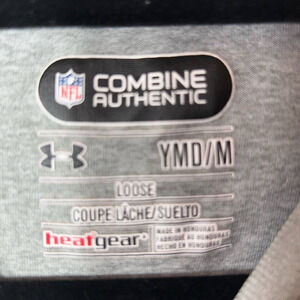 NFL
COMBINE
AUTHENTIC
YMD/M
LOOSE
COUPE LÂCHE/SUELTO
heatgear®
MADE IN HONDURAS
FABRIQUÉ AU HONDURAS
HECHO EN HONDURAS